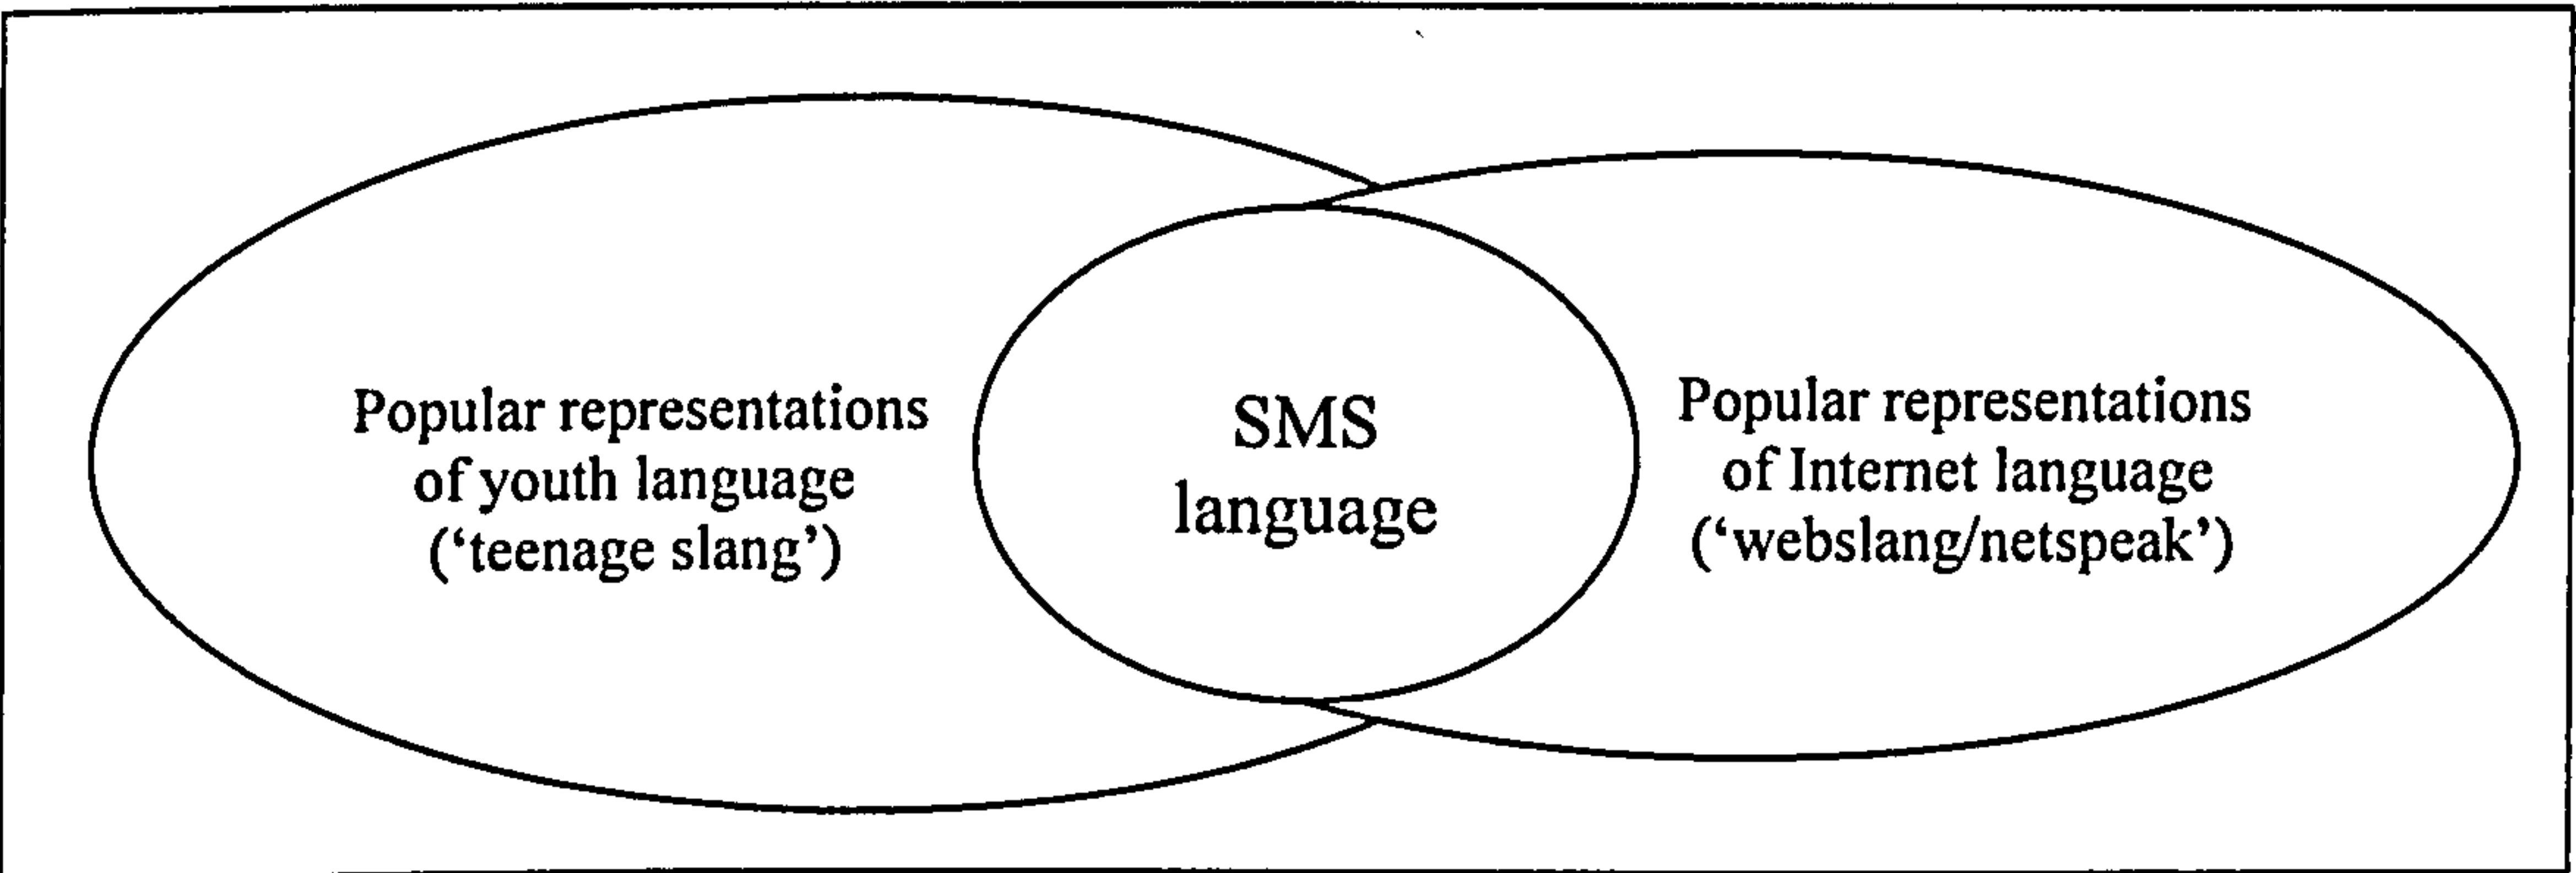 Popular representations
of youth language
(‘teenage slang’)
SMS
language
Popular representations
of Internet language
(‘webslang/netspeak’)